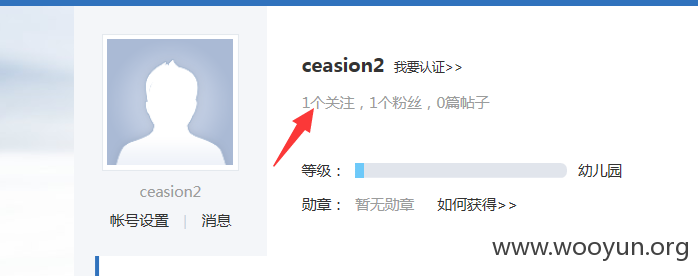 ceasion2 我要认证>>
1个关注，1个粉丝，0篇帖子
等级： 幼儿园
勋章： 暂无勋章 如何获得>>
ceasion2
帐号设置 | 消息
www.wooyun.org